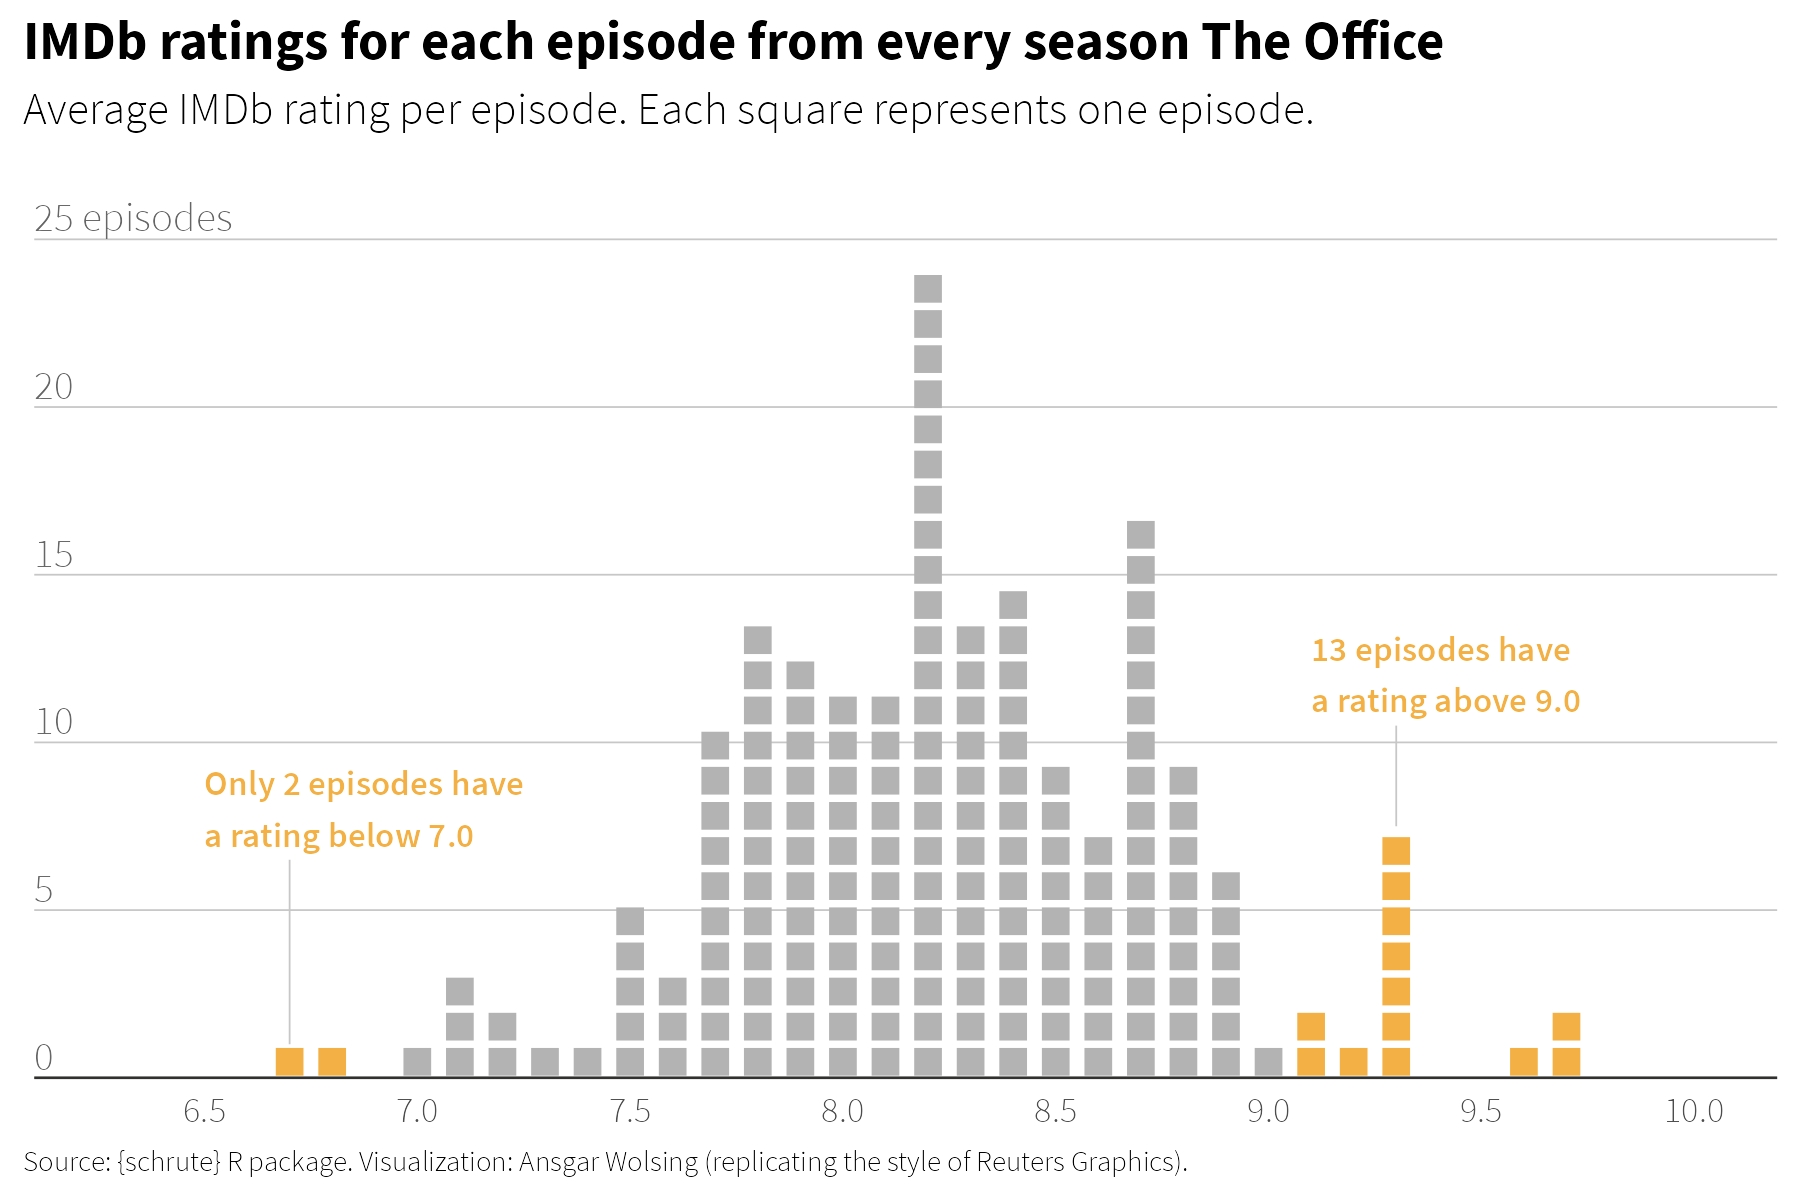 IMDb ratings for each episode from every season The Office
Average IMDb rating per episode. Each square represents one episode.
25 episodes
20
15
13 episodes have
a rating above 9.0
10
Only 2 episodes have
a rating below 7.0
5
0
6.5 7.0 7.5 8.0 8.5 9.0 9.5 10.0
Source: {schrute} R package. Visualization: Ansgar Wolsing (replicating the style of Reuters Graphics).